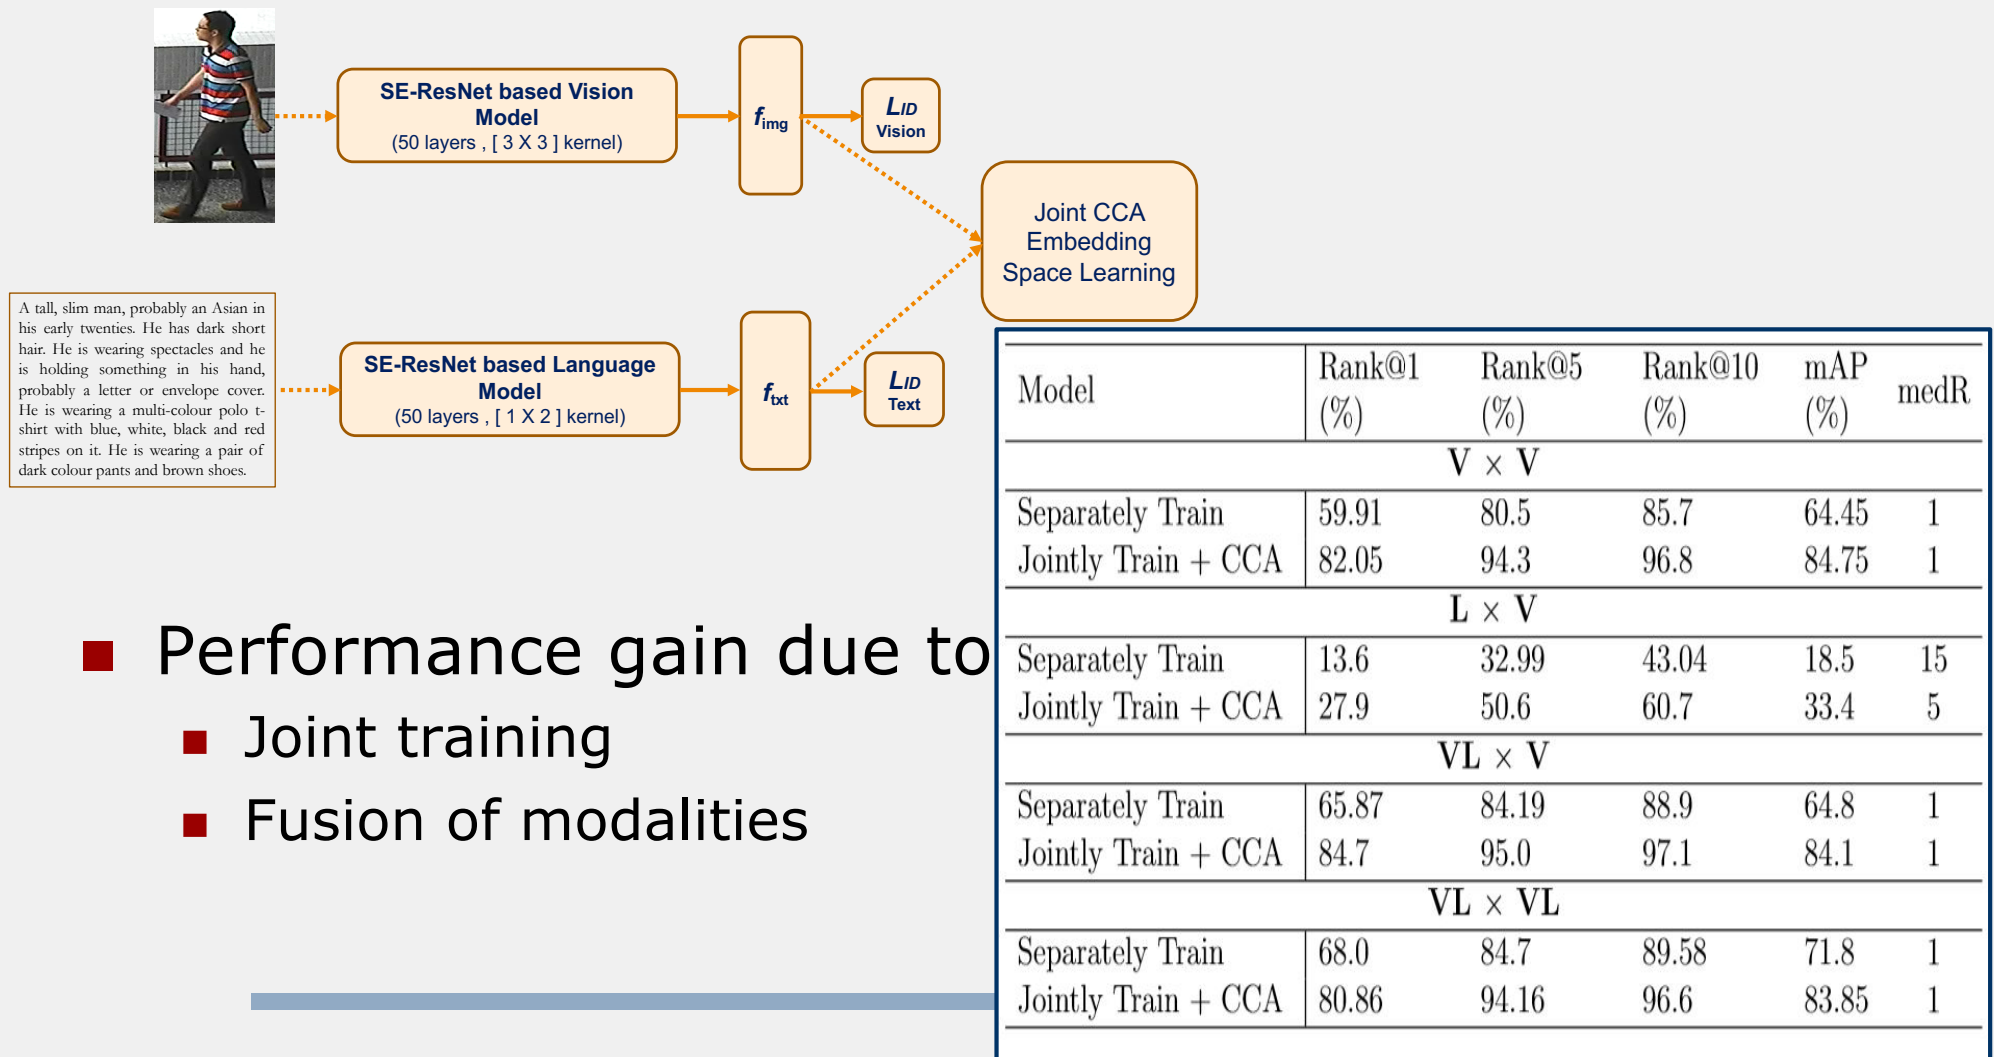 SE-ResNet based Vision
Model
(50 layers , [ 3 X 3 ] kernel)
fimg
LID
Vision
Joint CCA
Embedding
Space Learning
A tall, slim man, probably an Asian in
his early twenties. He has dark short
hair. He is wearing spectacles and he
is holding something in his hand,
probably a letter or envelope cover.
He is wearing a multi-colour polo t-
shirt with blue, white, black and red
stripes on it. He is wearing a pair of
dark colour pants and brown shoes.
SE-ResNet based Language
Model
(50 layers , [ 1 X 2 ] kernel)
ftxt
LID
Text
Performance gain due to
Joint training
Fusion of modalities
Model Rank@1 (%) Rank@5 (%) Rank@10 (%) mAP (%) medR
V × V
Separately Train 59.91 80.5 85.7 64.45 1
Jointly Train + CCA 82.05 94.3 96.8 84.75 1
L × V
Separately Train 13.6 32.99 43.04 18.5 15
Jointly Train + CCA 27.9 50.6 60.7 33.4 5
VL × V
Separately Train 65.87 84.19 88.9 64.8 1
Jointly Train + CCA 84.7 95.0 97.1 84.1 1
VL × VL
Separately Train 68.0 84.7 89.58 71.8 1
Jointly Train + CCA 80.86 94.16 96.6 83.85 1